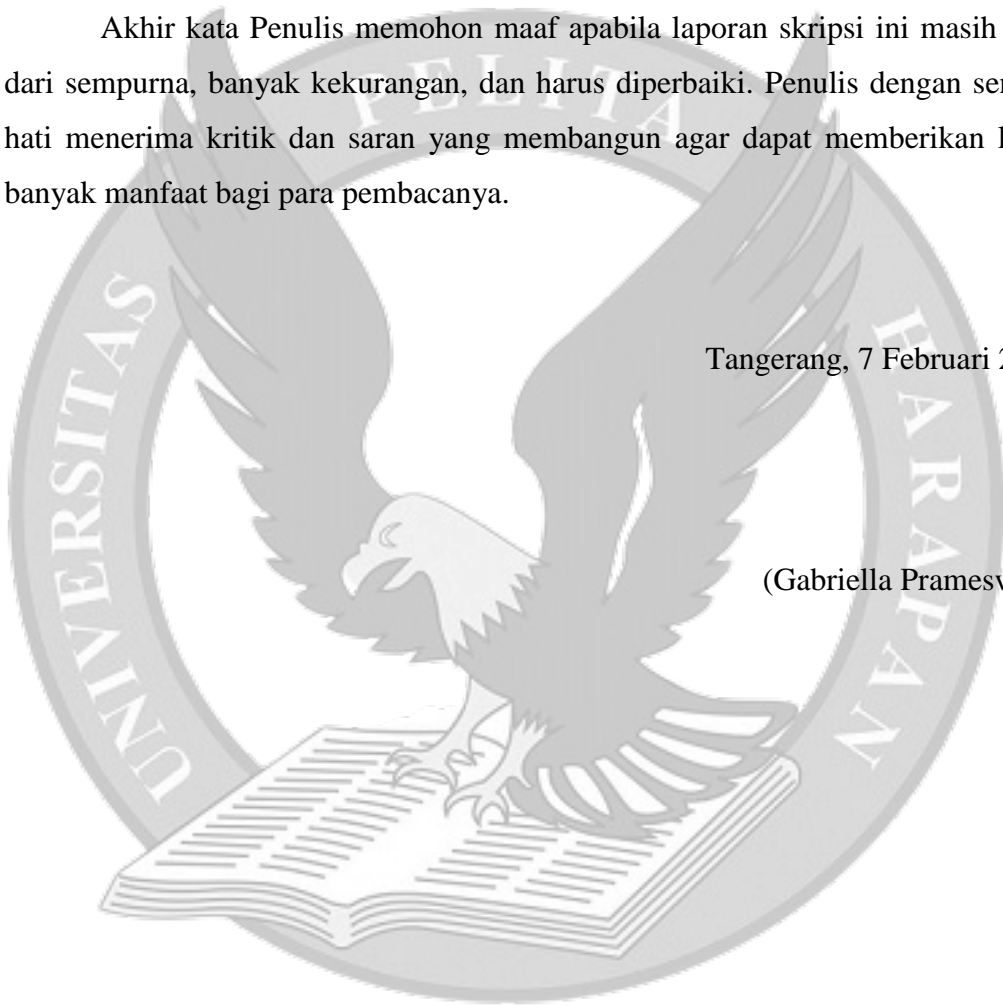 Akhir kata Penulis memohon maaf apabila laporan skripsi ini masih
dari sempurna, banyak kekurangan, dan harus diperbaiki. Penulis dengan
hati menerima kritik dan saran yang membangun agar dapat memberikan
banyak manfaat bagi para pembacanya.
Tangerang, 7 Februari
(Gabriella
UNIVERSITAS PELITA HARAPAN